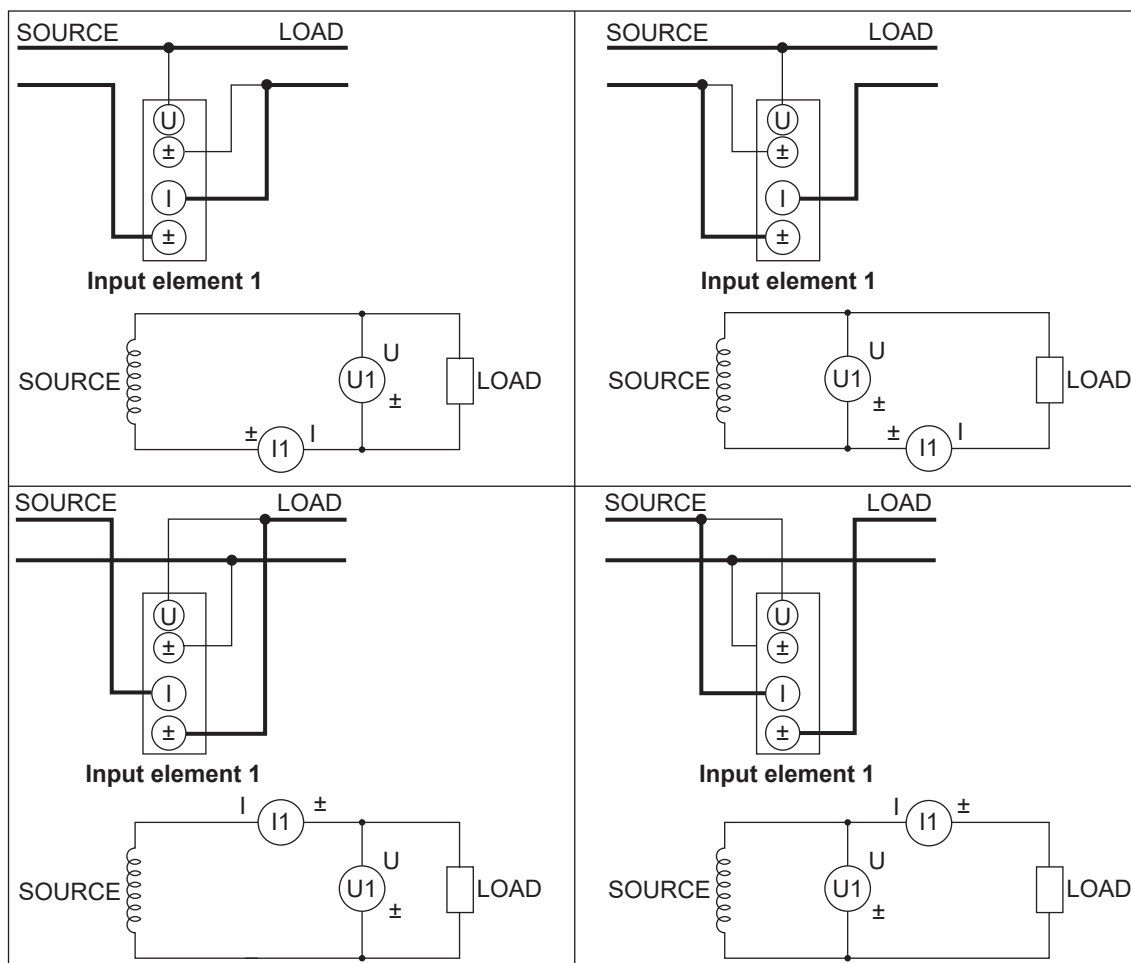 SOURCE LOAD
U
±
I
±
Input element 1
U
SOURCE U1 LOAD
±
± I
I1
SOURCE LOAD
U
±
I
±
Input element 1
U
SOURCE U1 LOAD
±
± I
I1
SOURCE LOAD
U
±
I
±
Input element 1
I ±
I1
U
SOURCE U1 LOAD
±
SOURCE LOAD
U
±
I
±
Input element 1
I ±
I1
U
SOURCE U1 LOAD
±